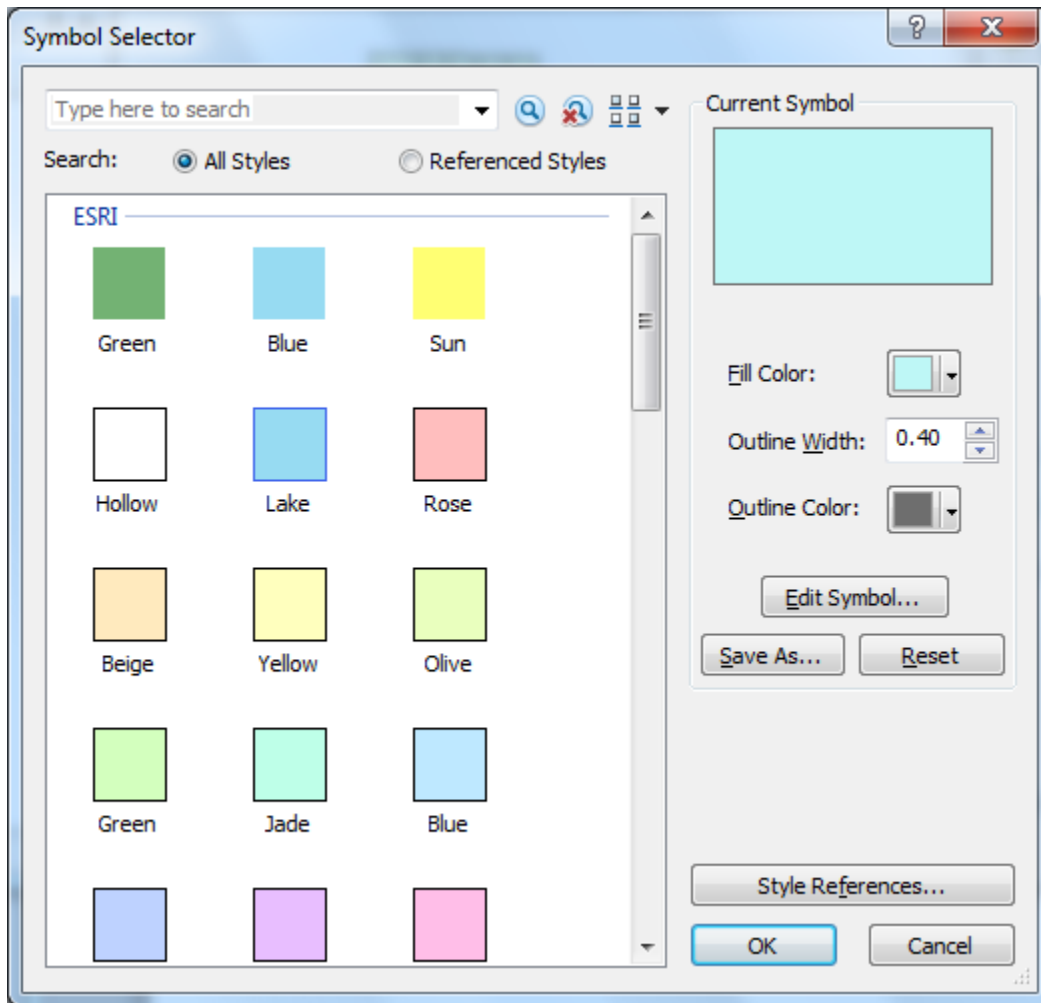 Symbol Selector
Type here to search
Search: All Styles Referenced Styles
ESRI
Green Blue Sun
Hollow Lake Rose
Beige Yellow Olive
Green Jade Blue
Current Symbol
Fill Color:
Outline Width: 0.40
Outline Color:
Edit Symbol...
Save As... Reset
Style References...
OK Cancel